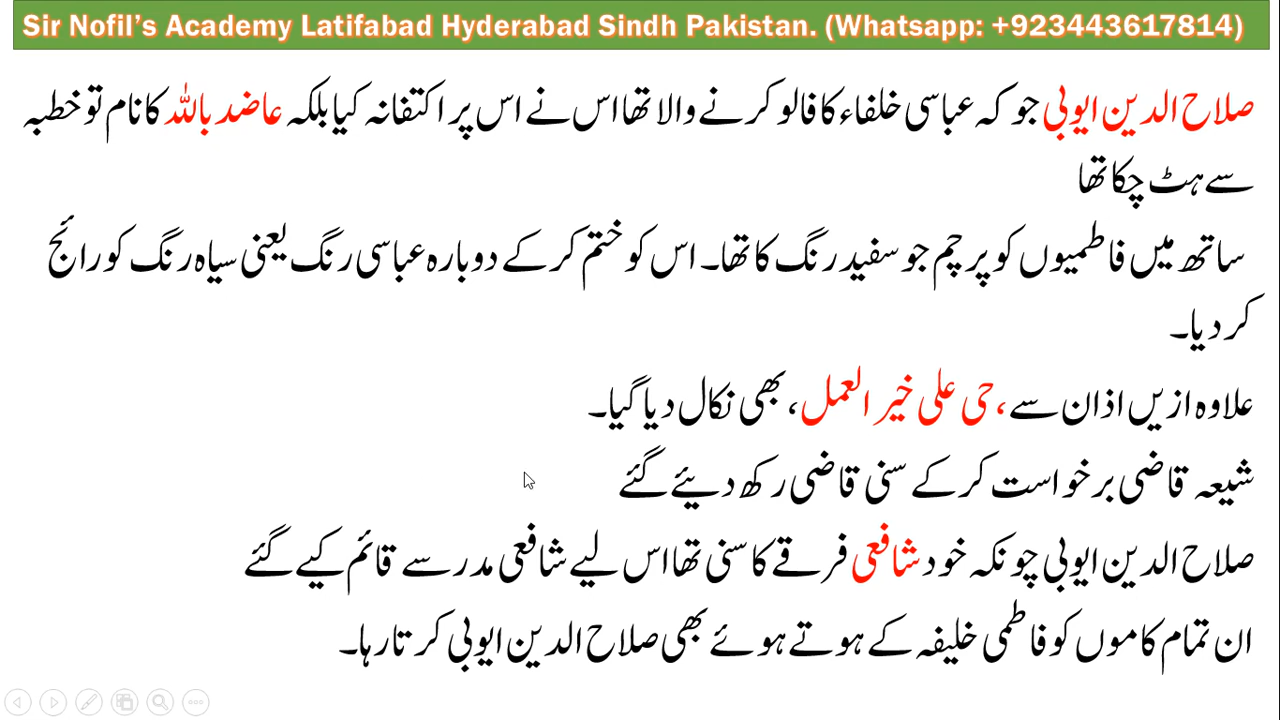 Sir Nofil's Academy Latifabad Hyderabad Sindh Pakistan. (Whatsapp: +923443617814)
صلاح الدین ایوبی جو کہ عباسی خلفاء کا فالو کرنے والا تھا اس نے اس پر اکتفا نہ کیا بلکہ عاضد باللہ کا نام تو خطبہ
سے ہٹ چکا تھا
ساتھ میں فاطمیوں کو پرچم جو سفید رنگ کا تھا۔ اس کو ختم کر کے دوبارہ عباسی رنگ یعنی سیاہ رنگ کو رائج
کر دیا۔
علاوہ ازیں اذان سے ،حی علی خیر العمل، بھی نکال دیا گیا۔
شیعہ قاضی برخواست کر کے سنی قاضی رکھ دیئے گئے
صلاح الدین ایوبی چونکہ خود شافعی فرقے کا سنی تھا اس لیے شافعی مدرسے قائم کیے گئے
ان تمام کاموں کو فاطمی خلیفہ کے ہوتے ہوئے بھی صلاح الدین ایوبی کرتا رہا۔